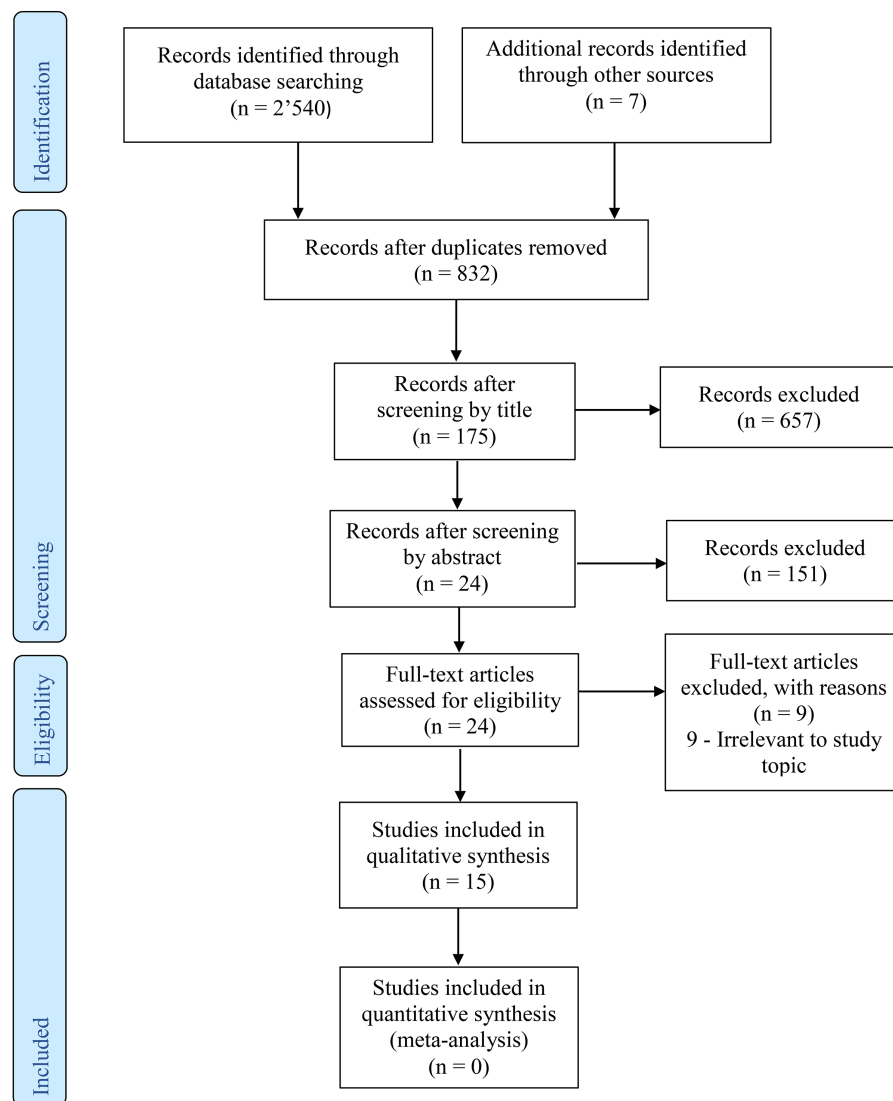 Identification
Records identified through
database searching
(n = 2'540)
Additional records identified
through other sources
(n = 7)
Screening
Records after duplicates removed
(n = 832)
Records after
screening by title
(n = 175)
Records excluded
(n = 657)
Records after screening
by abstract
(n = 24)
Records excluded
(n = 151)
Eligibility
Full-text articles
assessed for eligibility
(n = 24)
Full-text articles
excluded, with reasons
(n = 9)
9 - Irrelevant to study
topic
Included
Studies included in
qualitative synthesis
(n = 15)
Studies included in
quantitative synthesis
(meta-analysis)
(n = 0)